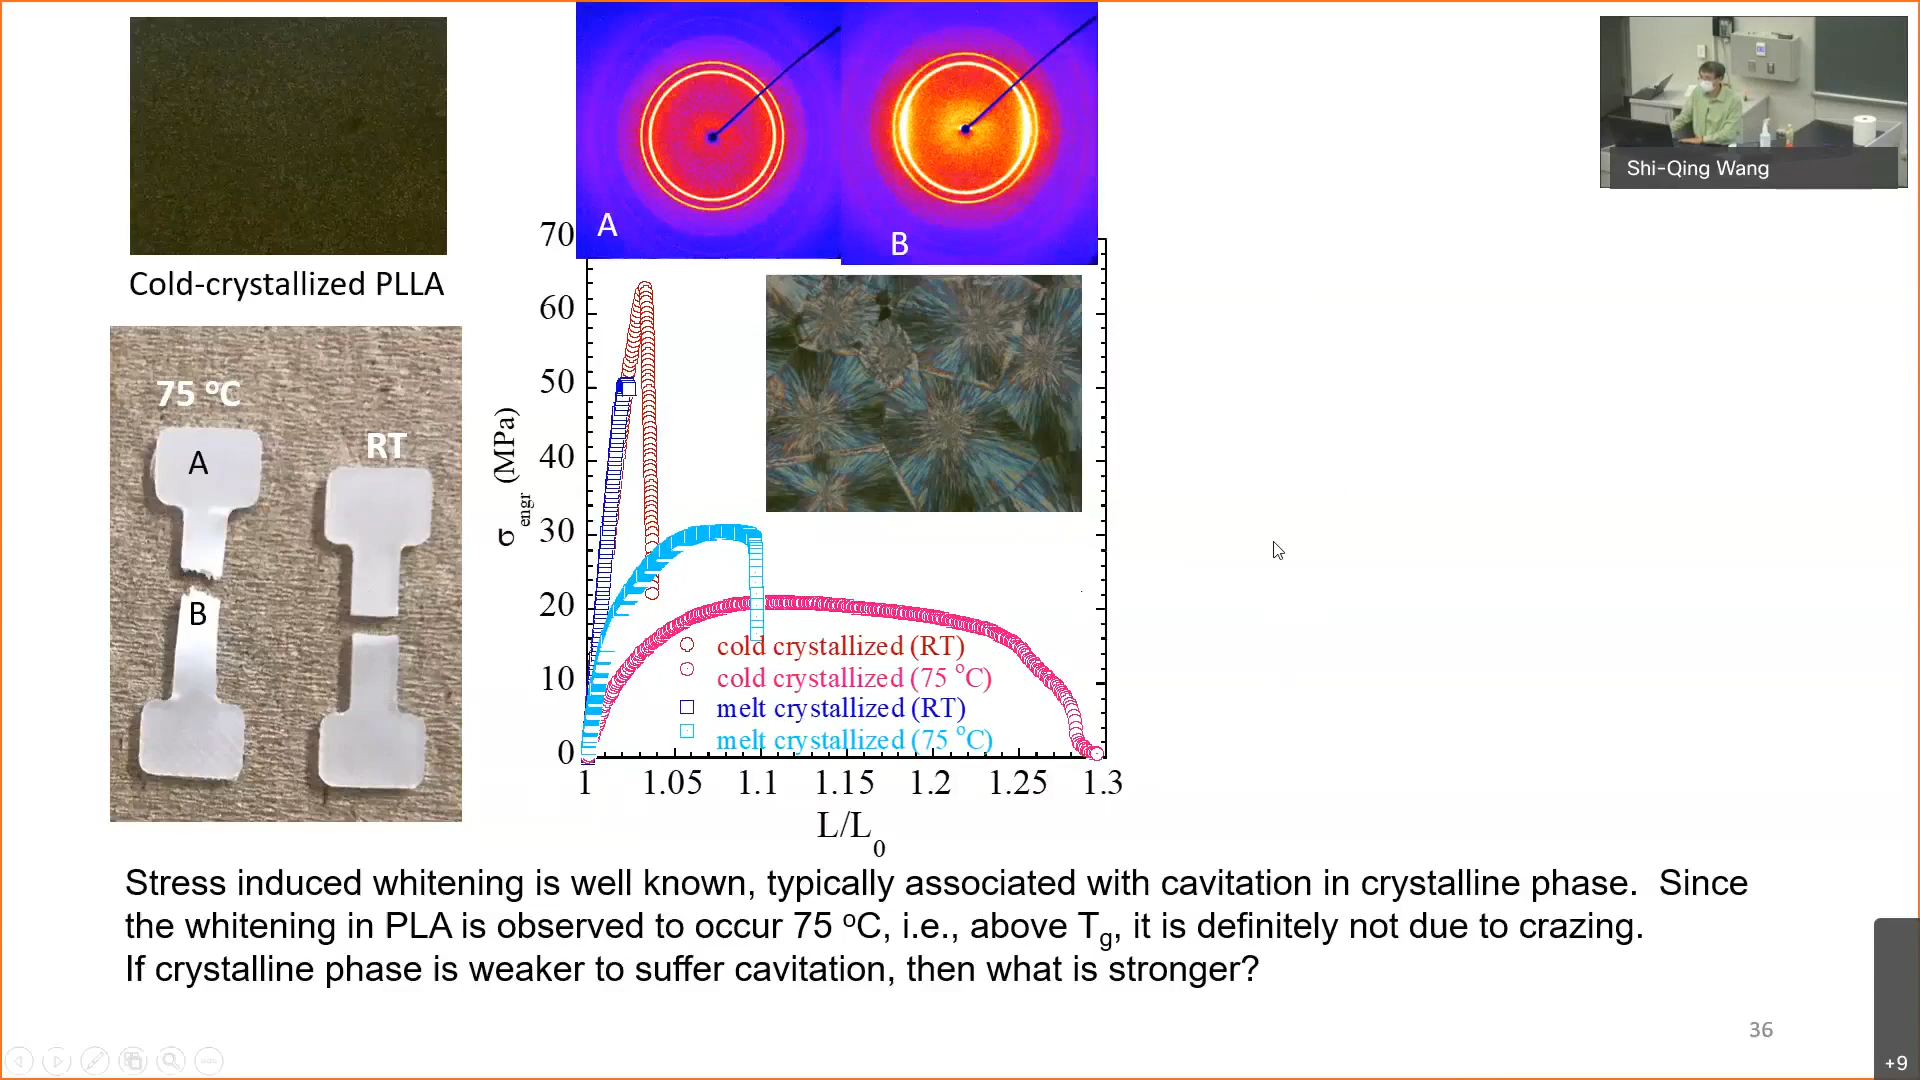 Cold-crystallized PLLA
75 °C
A
B
RT
A
B
70
60
50
40
30
20
10
0
σengr (MPa)
cold crystallized (RT)
cold crystallized (75 °C)
melt crystallized (RT)
melt crystallized (75 °C)
1 1.05 1.1 1.15 1.2 1.25 1.3
L/L0
Shi-Qing Wang
Stress induced whitening is well known, typically associated with cavitation in crystalline phase. Since
the whitening in PLA is observed to occur 75 °C, i.e., above Tg, it is definitely not due to crazing.
If crystalline phase is weaker to suffer cavitation, then what is stronger?
36
+9